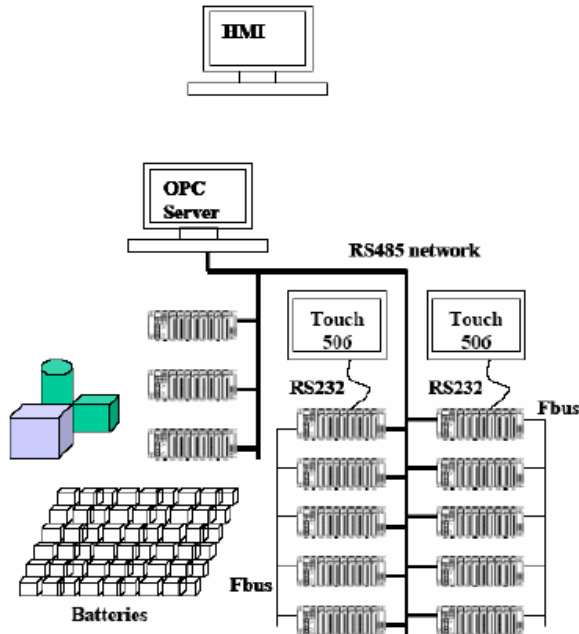 HMI
OPC
Server
RS485 network
Touch
506
Touch
506
RS232
RS232
Fbus
Fbus
Batteries